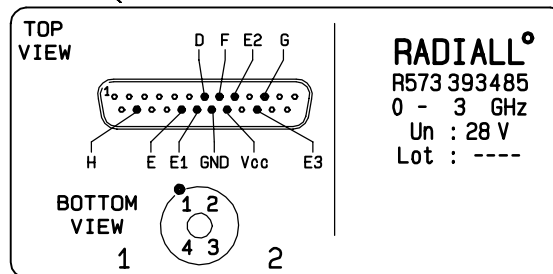 TOP
VIEW
D F E2 G
1
H E E1 GND Vcc E3
BOTTOM
VIEW
1 2
4 3
1 2
RADIALL°
R573 393485
0 - 3 GHz
Un : 28 V
Lot : ----